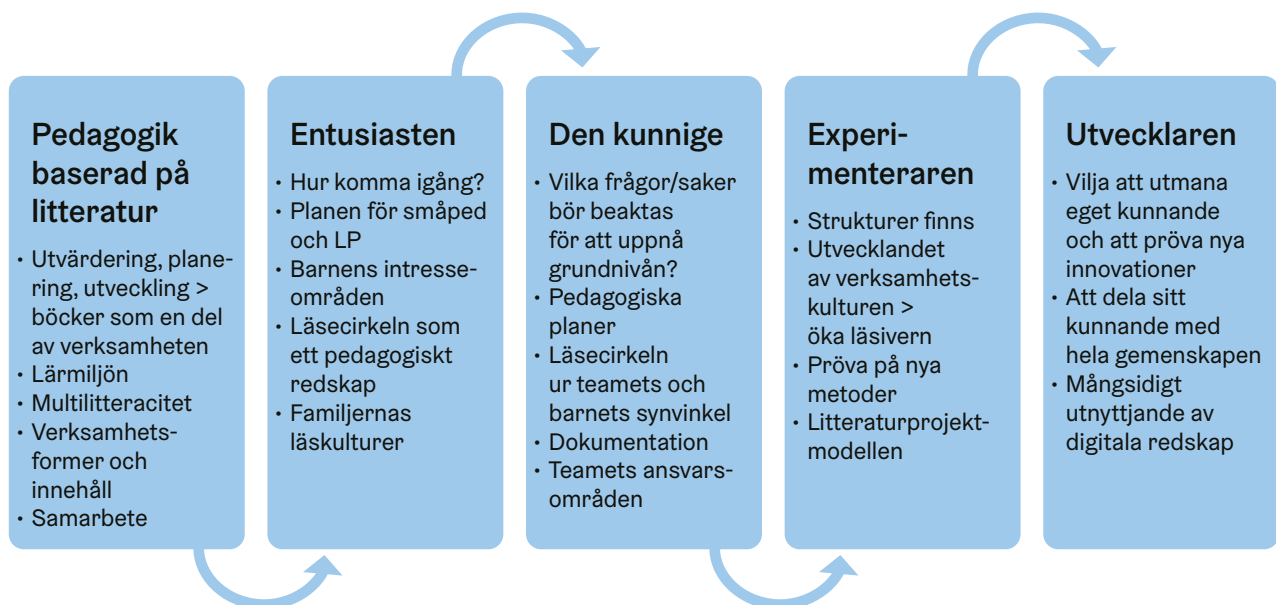 Pedagogik
baserad på
litteratur
• Utvärdering, plane-
ring, utveckling >
böcker som en del
av verksamheten
• Lärmiljön
• Multilitteracitet
• Verksamhets-
former och
innehåll
• Samarbete
Entusiasten
• Hur komma igång?
• Planen för småped
och LP
• Barnens intresse-
områden
• Läsecirkeln som
ett pedagogiskt
redskap
• Familjernas
läskulturer
Den kunnige
• Vilka frågor/saker
bör beaktas
för att uppnå
grundnivån?
• Pedagogiska
planer
• Läsecirkeln
ur teamets och
barnets synvinkel
• Dokumentation
• Teamets ansvars-
områden
Experi-
menteraren
• Strukturer finns
• Utvecklandet
av verksamhets-
kulturen >
öka läsivern
• Pröva på nya
metoder
• Litteraturprojekt-
modellen
Utvecklaren
• Vilja att utmana
eget kunnande
och att pröva nya
innovationer
• Att dela sitt
kunnande med
hela gemenskapen
• Mångsidigt
utnyttjande av
digitala redskap